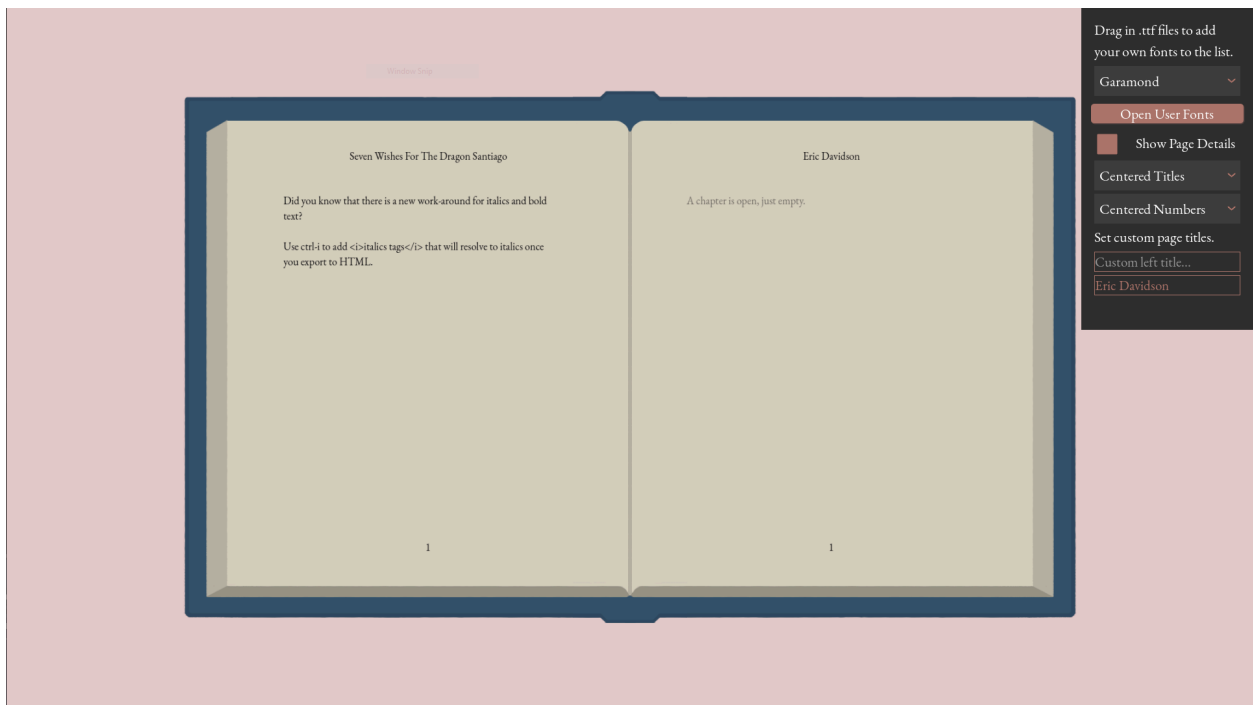 Drag in .ttf files to add
your own fonts to the list.
Garamond
Open User Fonts
Show Page Details
Centered Titles
Centered Numbers
Set custom page titles.
Custom left title...
Eric Davidson
Seven Wishes For The Dragon Santiago
Did you know that there is a new work-around for italics and bold
text?
Use ctrl-i to add <i>italics tags</i> that will resolve to italics once
you export to HTML.
1
Eric Davidson
A chapter is open, just empty.
1